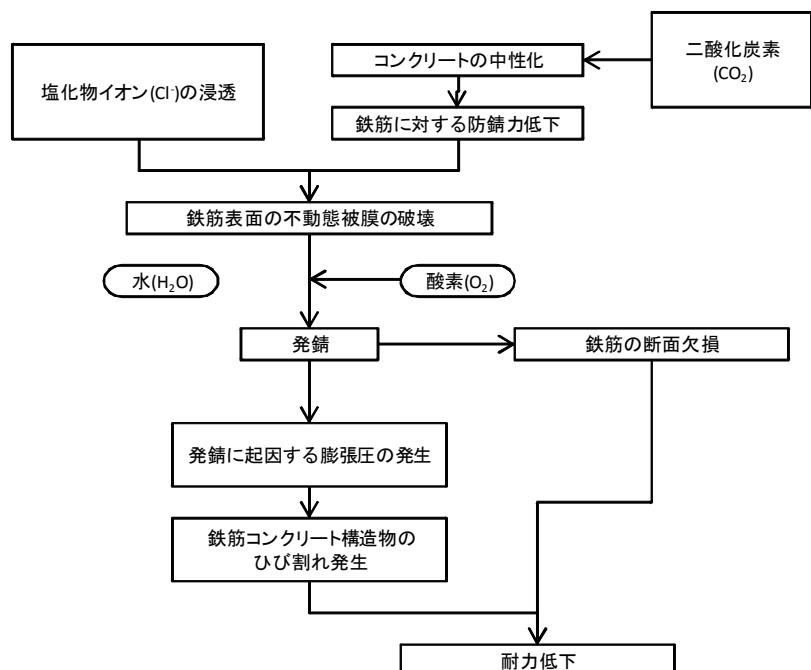 コンクリートの中性化
二酸化炭素
(CO₂)
塩化物イオン(Cl⁻)の浸透
鉄筋に対する防錆力低下
鉄筋表面の不動態被膜の破壊
水(H₂O)
酸素(O₂)
発錆
鉄筋の断面欠損
発錆に起因する膨張圧の発生
鉄筋コンクリート構造物の
ひび割れ発生
耐力低下